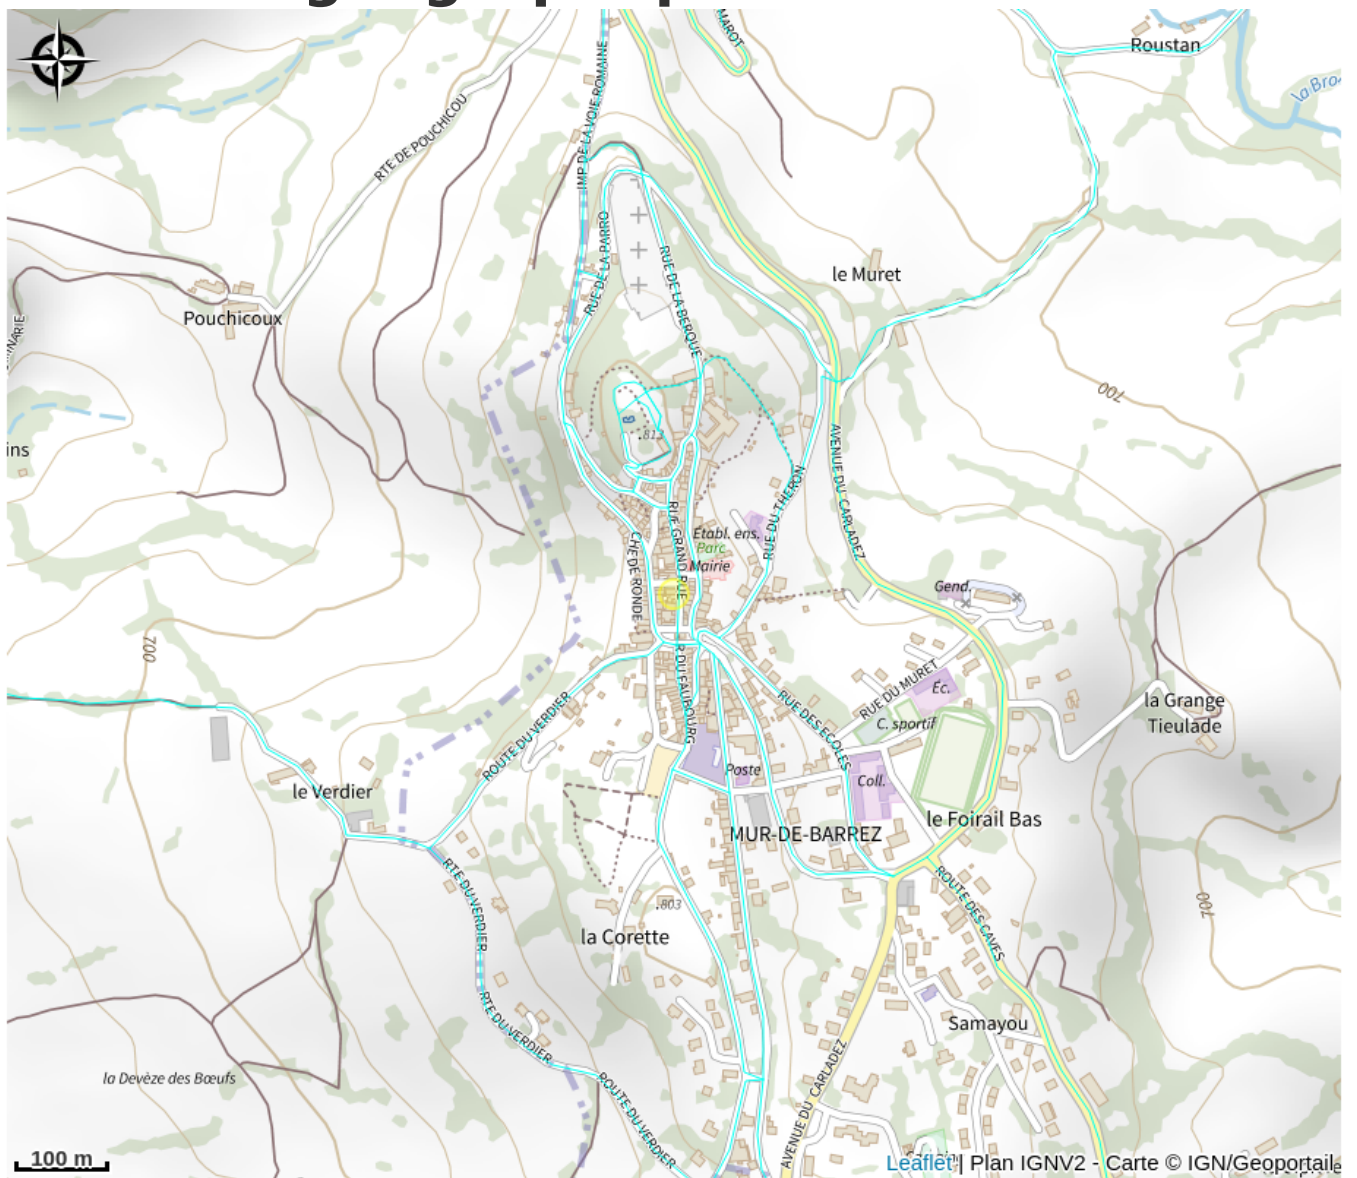 MAROT
Roustan
la Bro
IMP DE LA VOIE ROMAINE
RTE DE POUCHICOU
RUE DE LA PARRO
RUE DE LA BERQUE
le Muret
Pouchicoux
700
ins
.813
AVENUE DU CARLADEZ
RUE DU THERON
RUE GRAND RUE
Établ. ens.
Parc
Mairie
CHE DE RONDE
Gend.
700
R DU FAUBOURG
RUE DU MURET
Éc.
la Grange
Tieulade
ROUTE DU VERDIER
RUE DES ECOLES
C. sportif
Poste
Coll.
le Verdier
MUR-DE-BARREZ
le Foirail Bas
RTE DU VERDIER
.803
ROUTE DES CAVES
700
la Corette
RTE DU VERDIER
Samayou
la Devèze des Bœufs
ROUTE DU VERDIER
AVENUE DU CARLADEZ
100 m
Leaflet | Plan IGNV2 - Carte © IGN/Geoportail